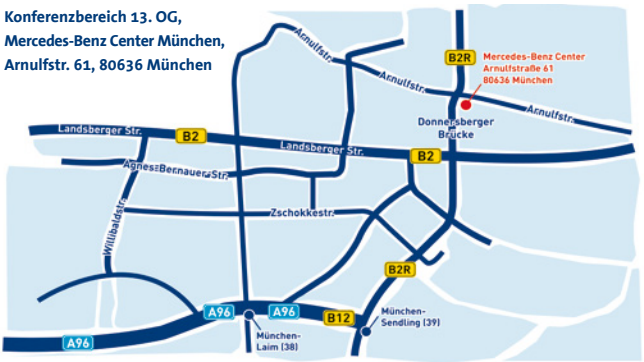 Konferenzbereich 13. OG,
Mercedes-Benz Center München,
Arnulfstr. 61, 80636 München
Arnulfstr.
Arnulfstr.
B2R
Mercedes-Benz Center
Arnulfstraße 61
80636 München
Arnulfstr.
Donnersberger
Brücke
Landsberger Str.
B2
Landsberger Str.
B2
Agnes-Bernauer-Str.
Willibaldstr.
Zschokkestr.
B2R
A96
A96
B12
München-
Sendling (39)
München-
Laim (38)
A96